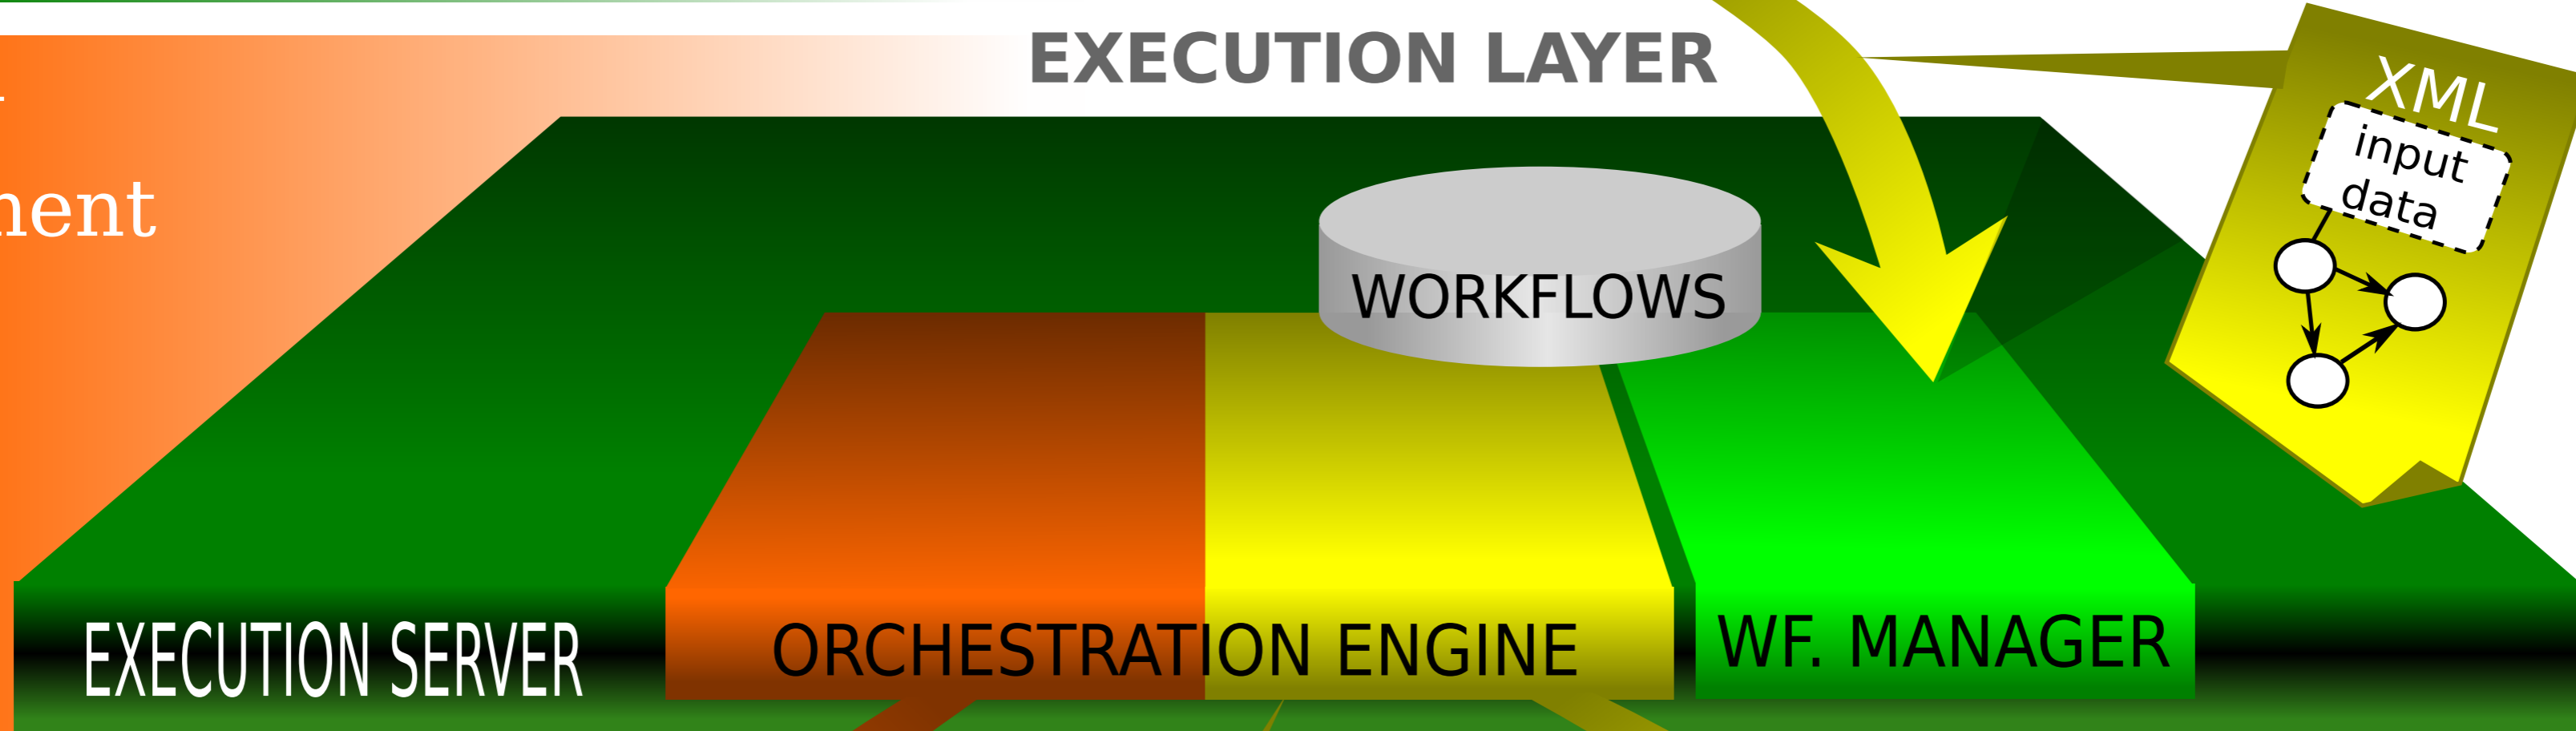 EXECUTION LAYER
XML
input
data
WORKFLOWS
EXECUTION SERVER
ORCHESTRATION ENGINE
WF. MANAGER